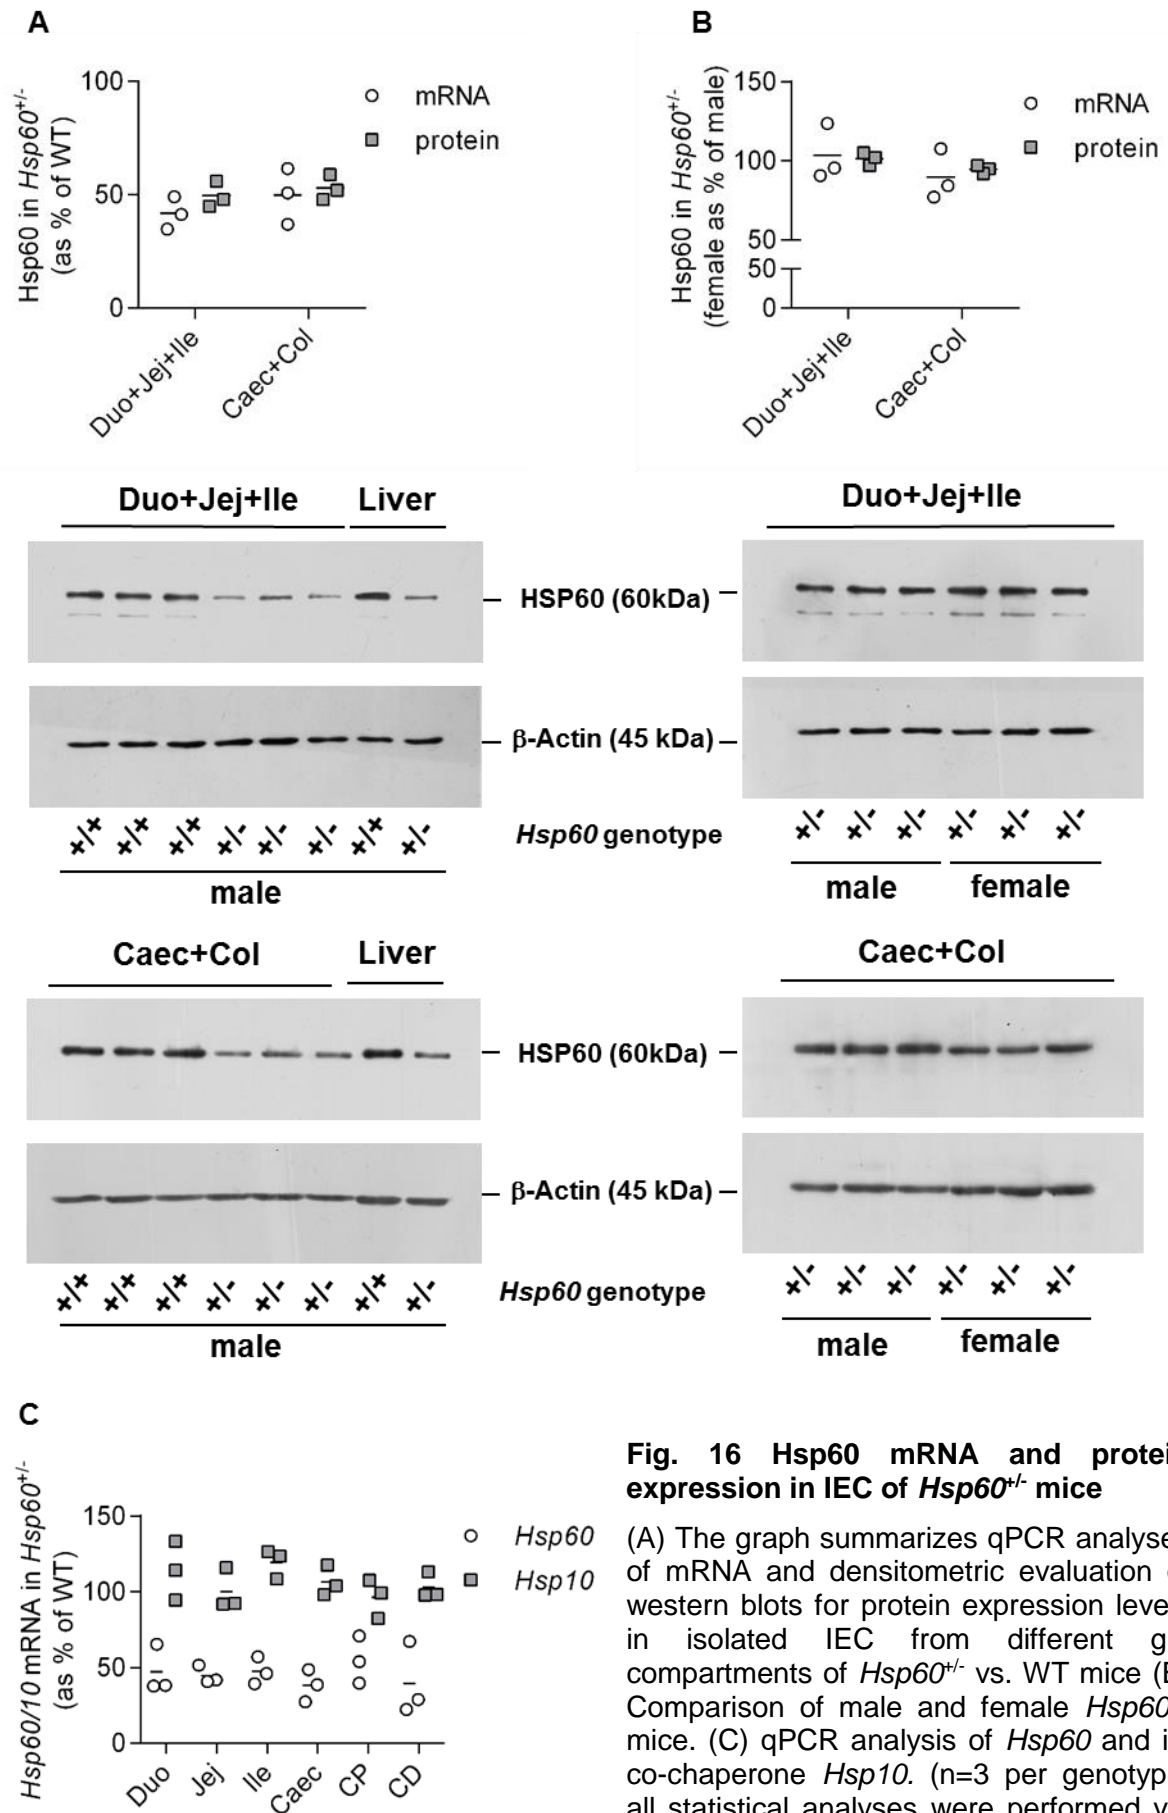 A
Hsp60 in Hsp60+/-
(as % of WT)
100
50
0
mRNA
protein
Duo+Jej+Ile
Caec+Col
B
Hsp60 in Hsp60+/-
(female as % of male)
150
100
50
50
0
mRNA
protein
Duo+Jej+Ile
Caec+Col
Duo+Jej+Ile Liver
Duo+Jej+Ile
HSP60 (60kDa)
β-Actin (45 kDa)
+/+ +/+ +/+ +/- +/- +/- +/+ +/-
Hsp60 genotype
+/- +/- +/- +/- +/- +/-
male
male female
Caec+Col Liver
Caec+Col
HSP60 (60kDa)
β-Actin (45 kDa)
+/+ +/+ +/+ +/- +/- +/- +/+ +/-
Hsp60 genotype
+/- +/- +/- +/- +/- +/-
male
male female
C
Hsp60/10 mRNA in Hsp60+/-
(as % of WT)
150
100
50
0
Hsp60
Hsp10
Duo
Jej
Ile
Caec
CP
CD
Fig. 16 Hsp60 mRNA and protei
expression in IEC of Hsp60+/- mice
(A) The graph summarizes qPCR analyse
of mRNA and densitometric evaluation
western blots for protein expression leve
in isolated IEC from different g
compartments of Hsp60+/- vs. WT mice (
Comparison of male and female Hsp60
mice. (C) qPCR analysis of Hsp60 and i
co-chaperone Hsp10. (n=3 per genotyp
all statistical analyses were performed v